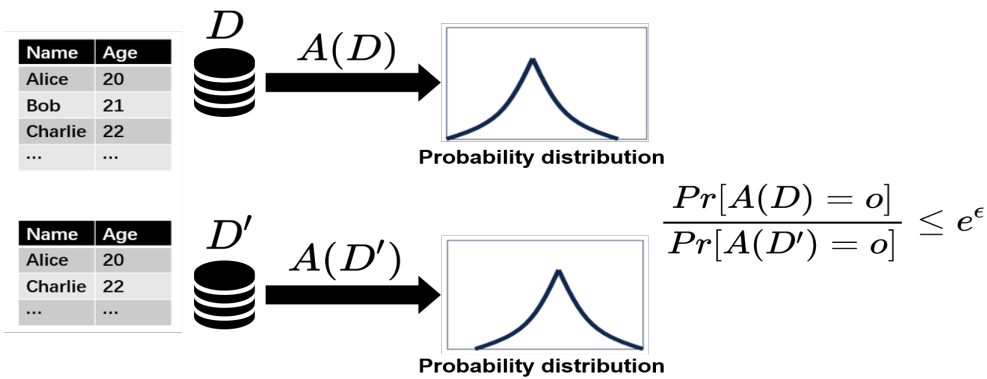 D
A(D)
Name Age
Alice 20
Bob 21
Charlie 22
... ...
Probability distribution
D′
A(D′)
Name Age
Alice 20
Charlie 22
... ...
Probability distribution
Pr[A(D) = o]
Pr[A(D′) = o]
≤ e^ϵ